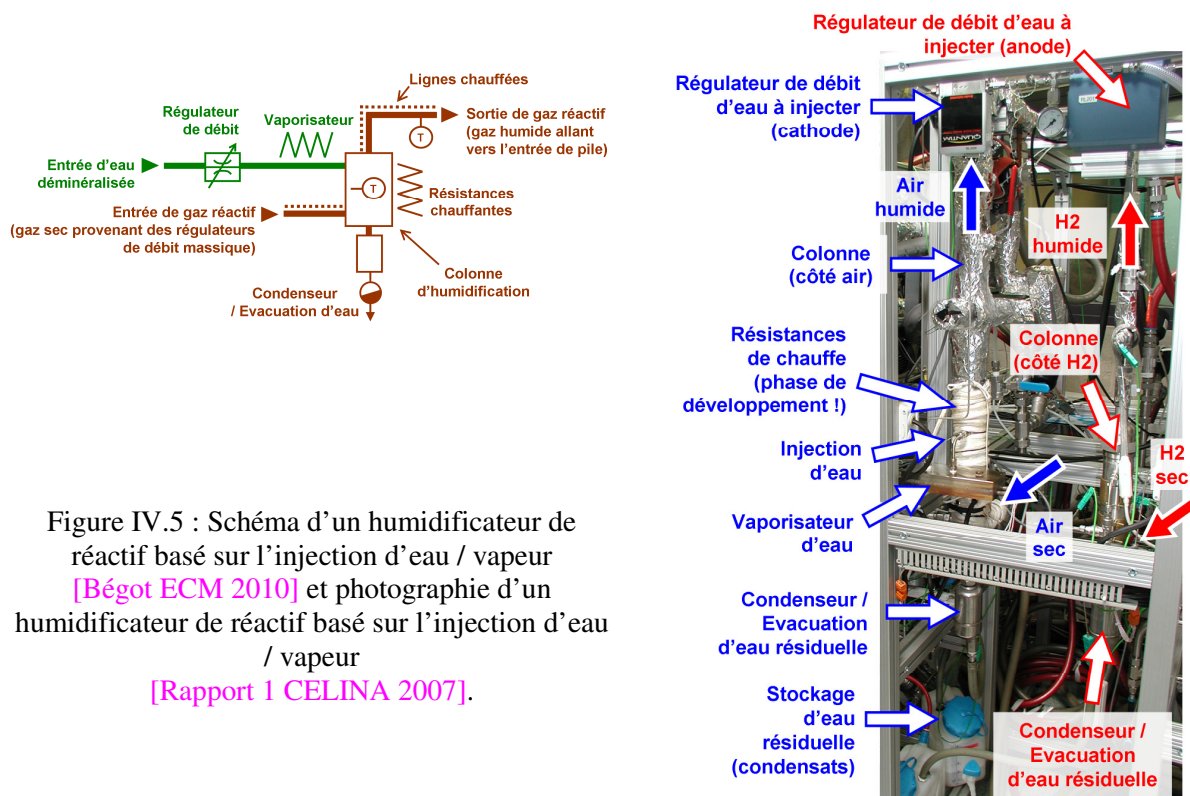 Lignes chauffées
Régulateur
de débit
Vaporisateur
Sortie de gaz réactif
(gaz humide allant
vers l'entrée de pile)
T
Entrée d'eau
déminéralisée
T
Résistances
chauffantes
Entrée de gaz réactif
(gaz sec provenant des régulateurs
de débit massique)
Colonne
d'humidification
Condenseur
/ Evacuation d'eau
Figure IV.5 : Schéma d'un humidificateur de
réactif basé sur l'injection d'eau / vapeur
[Bégot ECM 2010] et photographie d'un
humidificateur de réactif basé sur l'injection d'eau
/ vapeur
[Rapport 1 CELINA 2007].
Régulateur de débit d'eau à
injecter (anode)
Régulateur de débit
d'eau à injecter
(cathode)
QUANTIM
Air
humide
H2
humide
Colonne
(côté air)
Résistances
de chauffe
(phase de
développement !)
Colonne
(côté H2)
Injection
d'eau
H2
sec
Vaporisateur
d'eau
Air
sec
Condenseur /
Evacuation
d'eau résiduelle
Stockage
d'eau
résiduelle
(condensats)
Condenseur /
Evacuation
d'eau résiduelle